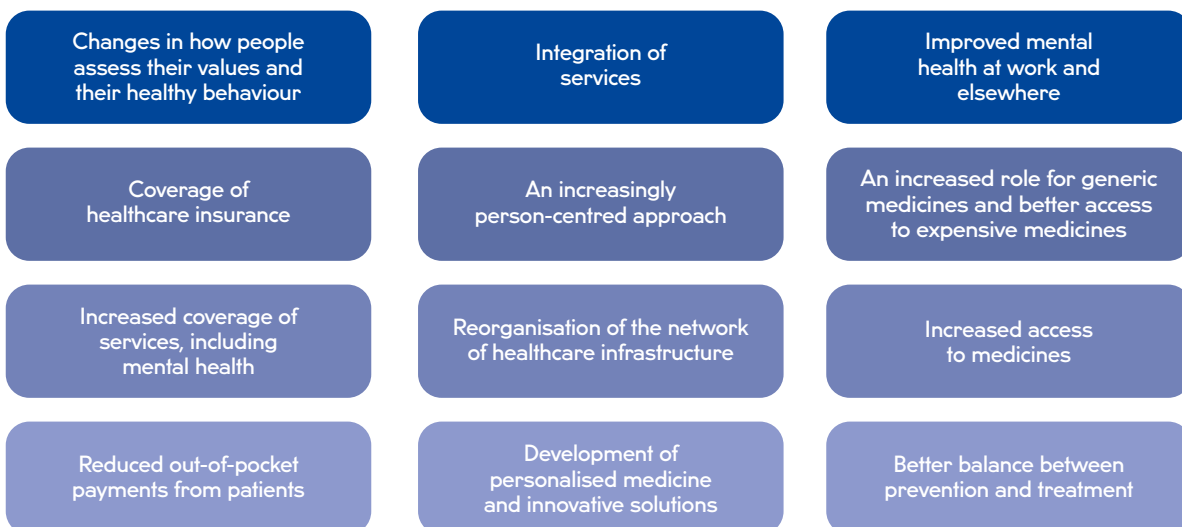 Changes in how people
assess their values and
their healthy behaviour
Integration of
services
Improved mental
health at work and
elsewhere
Coverage of
healthcare insurance
An increasingly
person-centred approach
An increased role for generic
medicines and better access
to expensive medicines
Increased coverage of
services, including
mental health
Reorganisation of the network
of healthcare infrastructure
Increased access
to medicines
Reduced out-of-pocket
payments from patients
Development of
personalised medicine
and innovative solutions
Better balance between
prevention and treatment